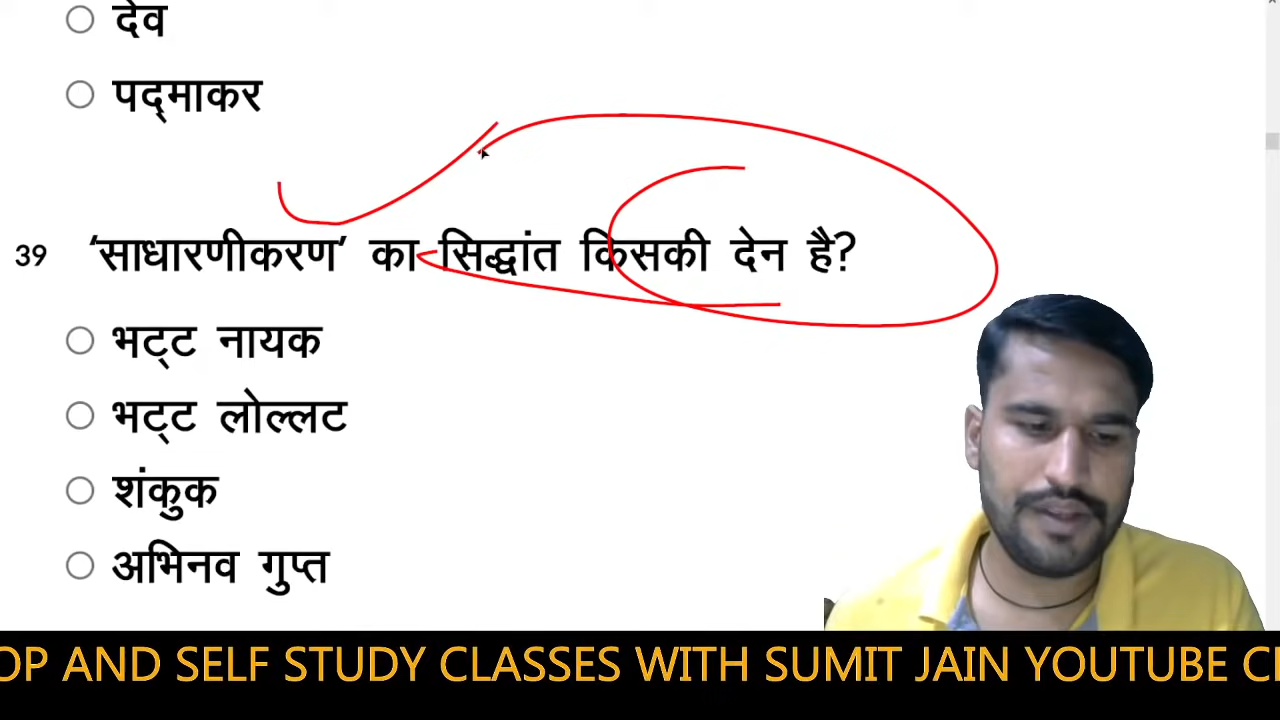 देव
पद्माकर
39 'साधारणीकरण' का सिद्धांत किसकी देन है?
भट्ट नायक
भट्ट लोल्लट
शंकुक
अभिनव गुप्त
OP AND SELF STUDY CLASSES WITH SUMIT JAIN YOUTUBE C